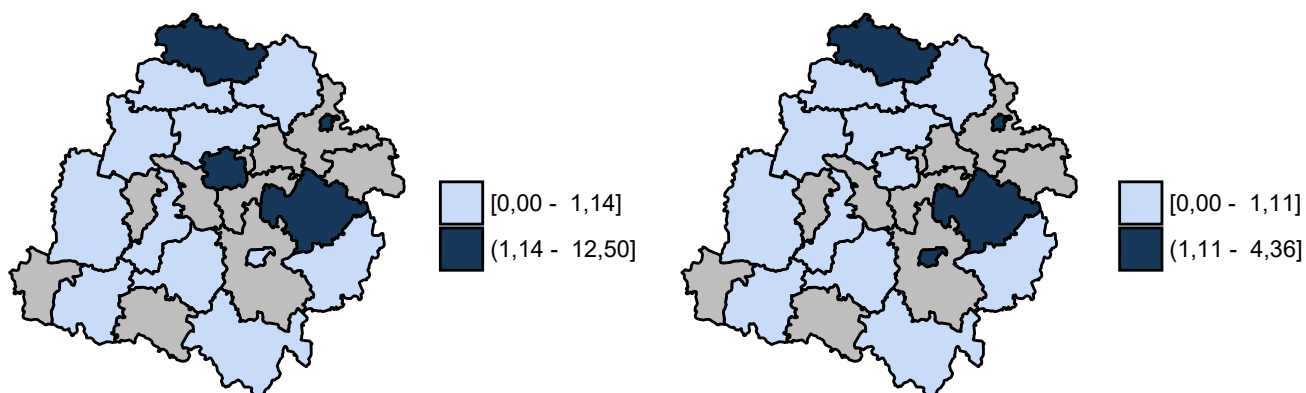 [0,00 - 1,14]
(1,14 - 12,50]
[0,00 - 1,11]
(1,11 - 4,36]